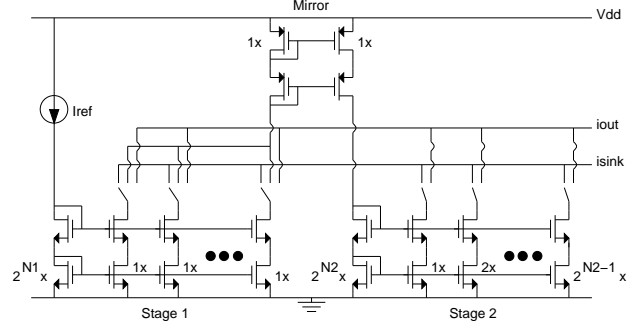 Mirror
Vdd
1x 1x
Iref
iout
isink
2^N1 x 1x 1x 1x 2^N2 x 1x 2x 2^N2−1 x
Stage 1 Stage 2